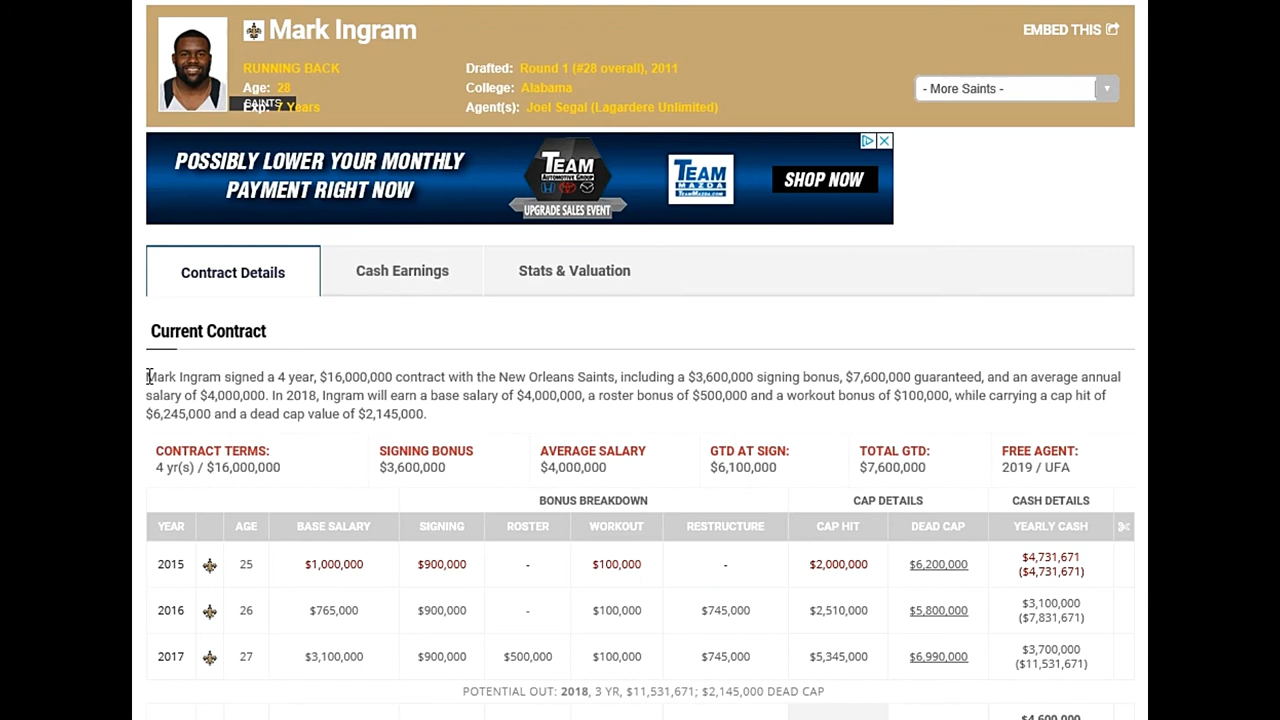 Mark Ingram
EMBED THIS
RUNNING BACK
Age: 28
Exp: 7 Years
SAINTS
Drafted: Round 1 (#28 overall), 2011
College: Alabama
Agent(s): Joel Segal (Lagardere Unlimited)
- More Saints -
POSSIBLY LOWER YOUR MONTHLY
PAYMENT RIGHT NOW
TEAM
AUTOMOTIVE GROUP
UPGRADE SALES EVENT
TEAM
MAZDA
TEAMMAZDA.COM
SHOP NOW
Contract Details
Cash Earnings
Stats & Valuation
Current Contract
Mark Ingram signed a 4 year, $16,000,000 contract with the New Orleans Saints, including a $3,600,000 signing bonus, $7,600,000 guaranteed, and an average annual
salary of $4,000,000. In 2018, Ingram will earn a base salary of $4,000,000, a roster bonus of $500,000 and a workout bonus of $100,000, while carrying a cap hit of
$6,245,000 and a dead cap value of $2,145,000.
CONTRACT TERMS: SIGNING BONUS AVERAGE SALARY GTD AT SIGN: TOTAL GTD: FREE AGENT:
4 yr(s) / $16,000,000 $3,600,000 $4,000,000 $6,100,000 $7,600,000 2019 / UFA
BONUS BREAKDOWN CAP DETAILS CASH DETAILS
YEAR AGE BASE SALARY SIGNING ROSTER WORKOUT RESTRUCTURE CAP HIT DEAD CAP YEARLY CASH
2015 25 $1,000,000 $900,000 - $100,000 - $2,000,000 $6,200,000 $4,731,671
($4,731,671)
2016 26 $765,000 $900,000 - $100,000 $745,000 $2,510,000 $5,800,000 $3,100,000
($7,831,671)
2017 27 $3,100,000 $900,000 $500,000 $100,000 $745,000 $5,345,000 $6,990,000 $3,700,000
($11,531,671)
POTENTIAL OUT: 2018, 3 YR, $11,531,671; $2,145,000 DEAD CAP
$4,600,000